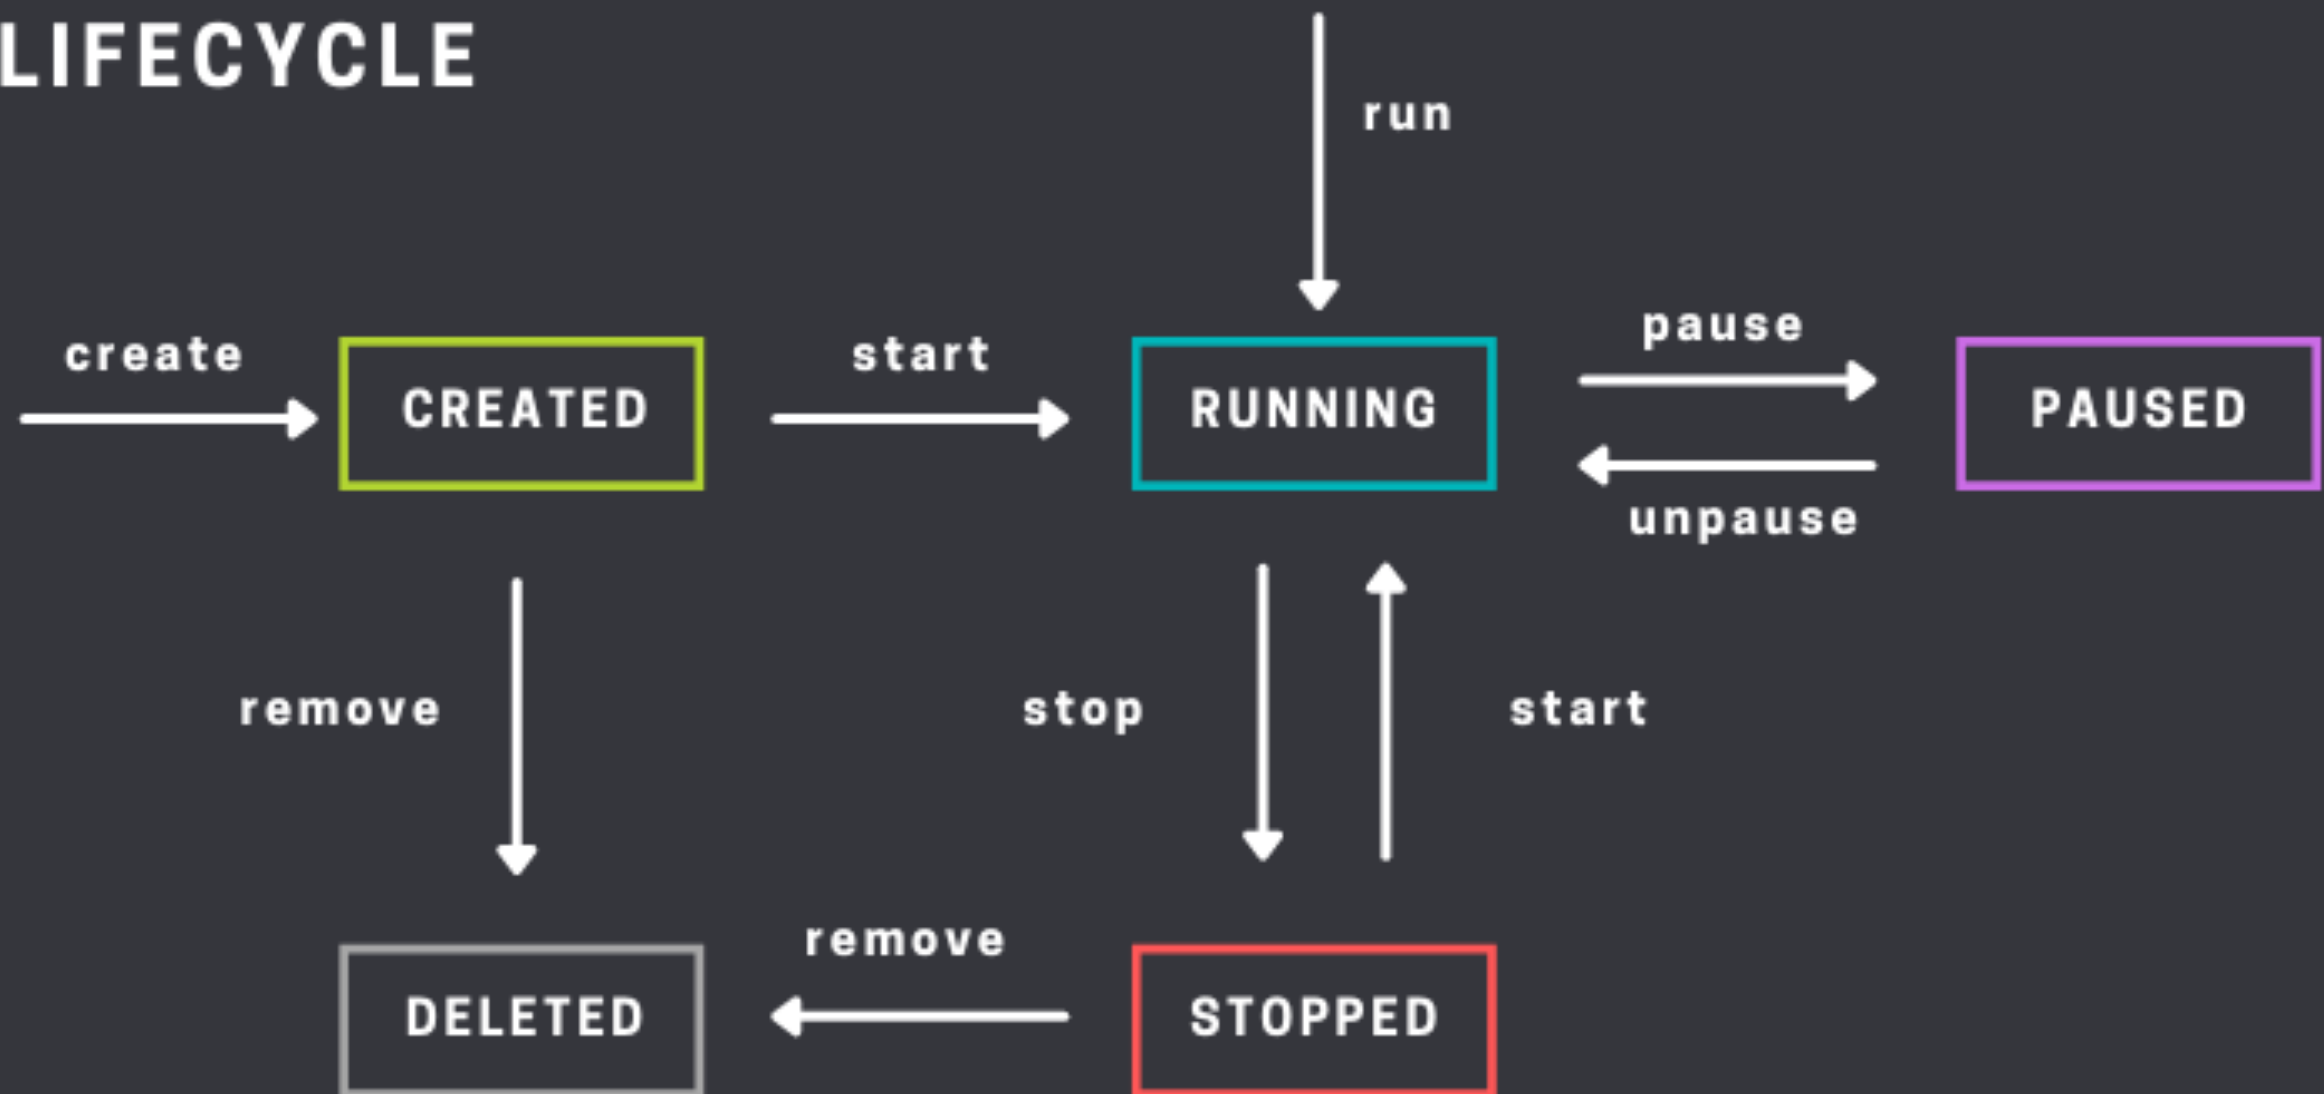 LIFECYCLE
run
create
CREATED
start
RUNNING
pause
unpause
PAUSED
remove
stop
start
DELETED
remove
STOPPED